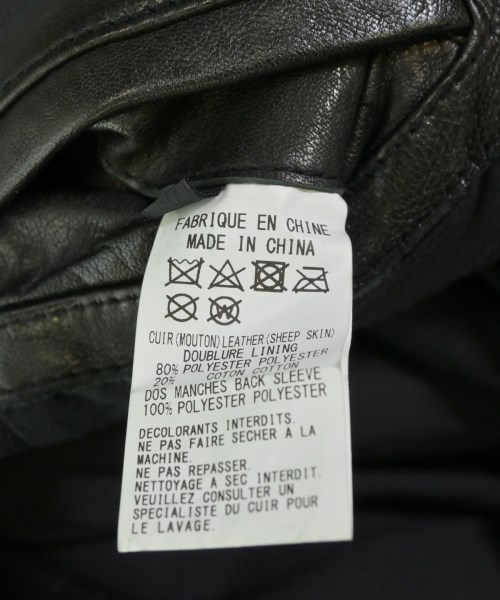 FABRIQUE EN CHINE
MADE IN CHINA
W
CUIR(MOUTON)LEATHER(SHEEP SKIN)
DOUBLURE LINING
80% POLYESTER POLYESTER
20% COTON COTTON
DOS MANCHES BACK SLEEVE
100% POLYESTER POLYESTER
DECOLORANTS INTERDITS.
NE PAS FAIRE SECHER A LA
MACHINE.
NE PAS REPASSER.
NETTOYAGE A SEC INTERDIT.
VEUILLEZ CONSULTER UN
SPECIALISTE DU CUIR POUR
LE LAVAGE.